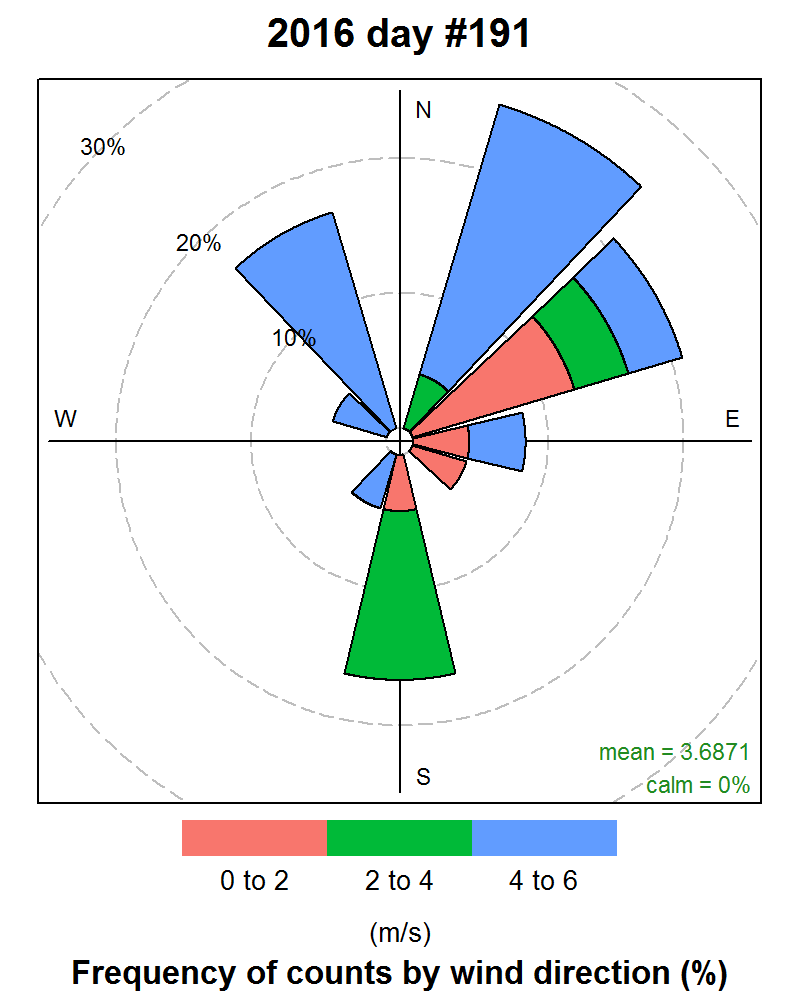 2016 day #191
N
30%
20%
10%
W
E
mean = 3.6871
S
calm = 0%
0 to 2
2 to 4
4 to 6
(m/s)
Frequency of counts by wind direction (%)